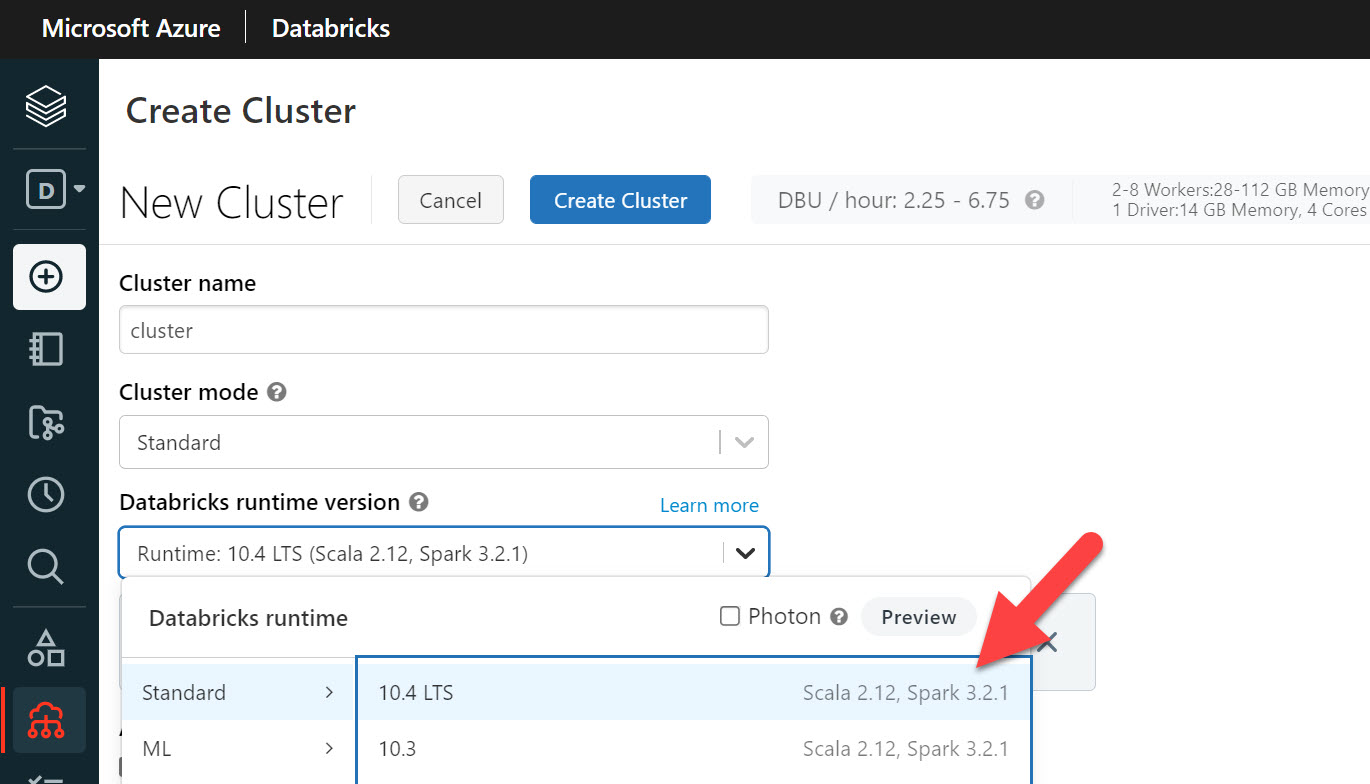 Microsoft Azure Databricks
Create Cluster
D
New Cluster Cancel Create Cluster DBU / hour: 2.25 - 6.75 ?
2-8 Workers:28-112 GB Memory
1 Driver:14 GB Memory, 4 Cores
Cluster name
cluster
Cluster mode ?
Standard
Databricks runtime version ? Learn more
Runtime: 10.4 LTS (Scala 2.12, Spark 3.2.1)
Databricks runtime Photon ? Preview
Standard 10.4 LTS Scala 2.12, Spark 3.2.1
ML 10.3 Scala 2.12, Spark 3.2.1